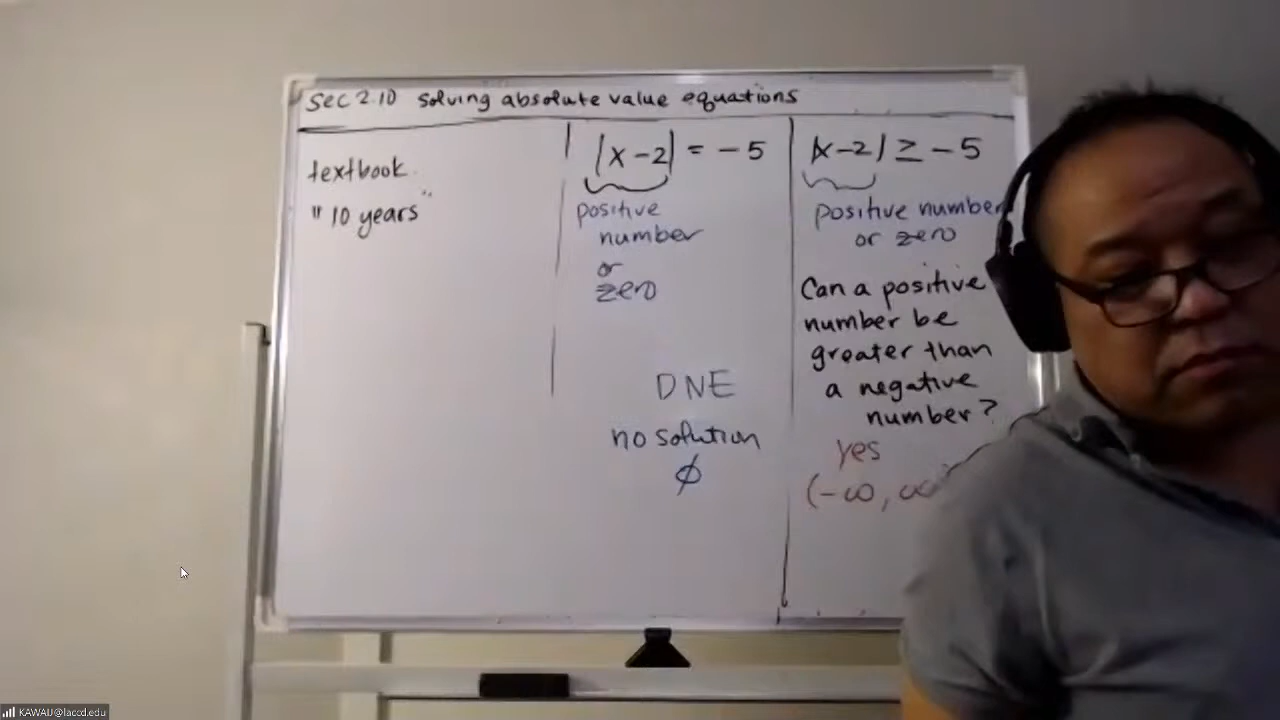 Sec 2.10 Solving absolute value equations
textbook
"10 years"
|x-2| = -5
positive
number
or
zero
DNE
no solution
∅
|x-2| ≥ -5
positive number
or zero
Can a positive
number be
greater than
a negative
number?
yes
(-∞, ∞
KAWAIJ@laccd.edu